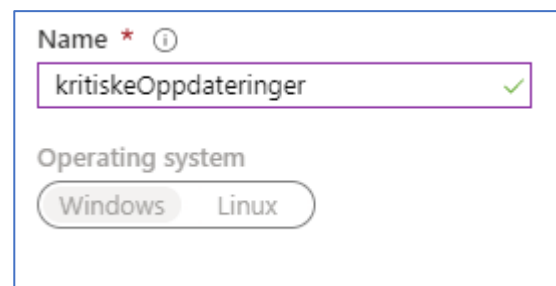 Name *
kritiskeOppdateringer
Operating system
Windows Linux